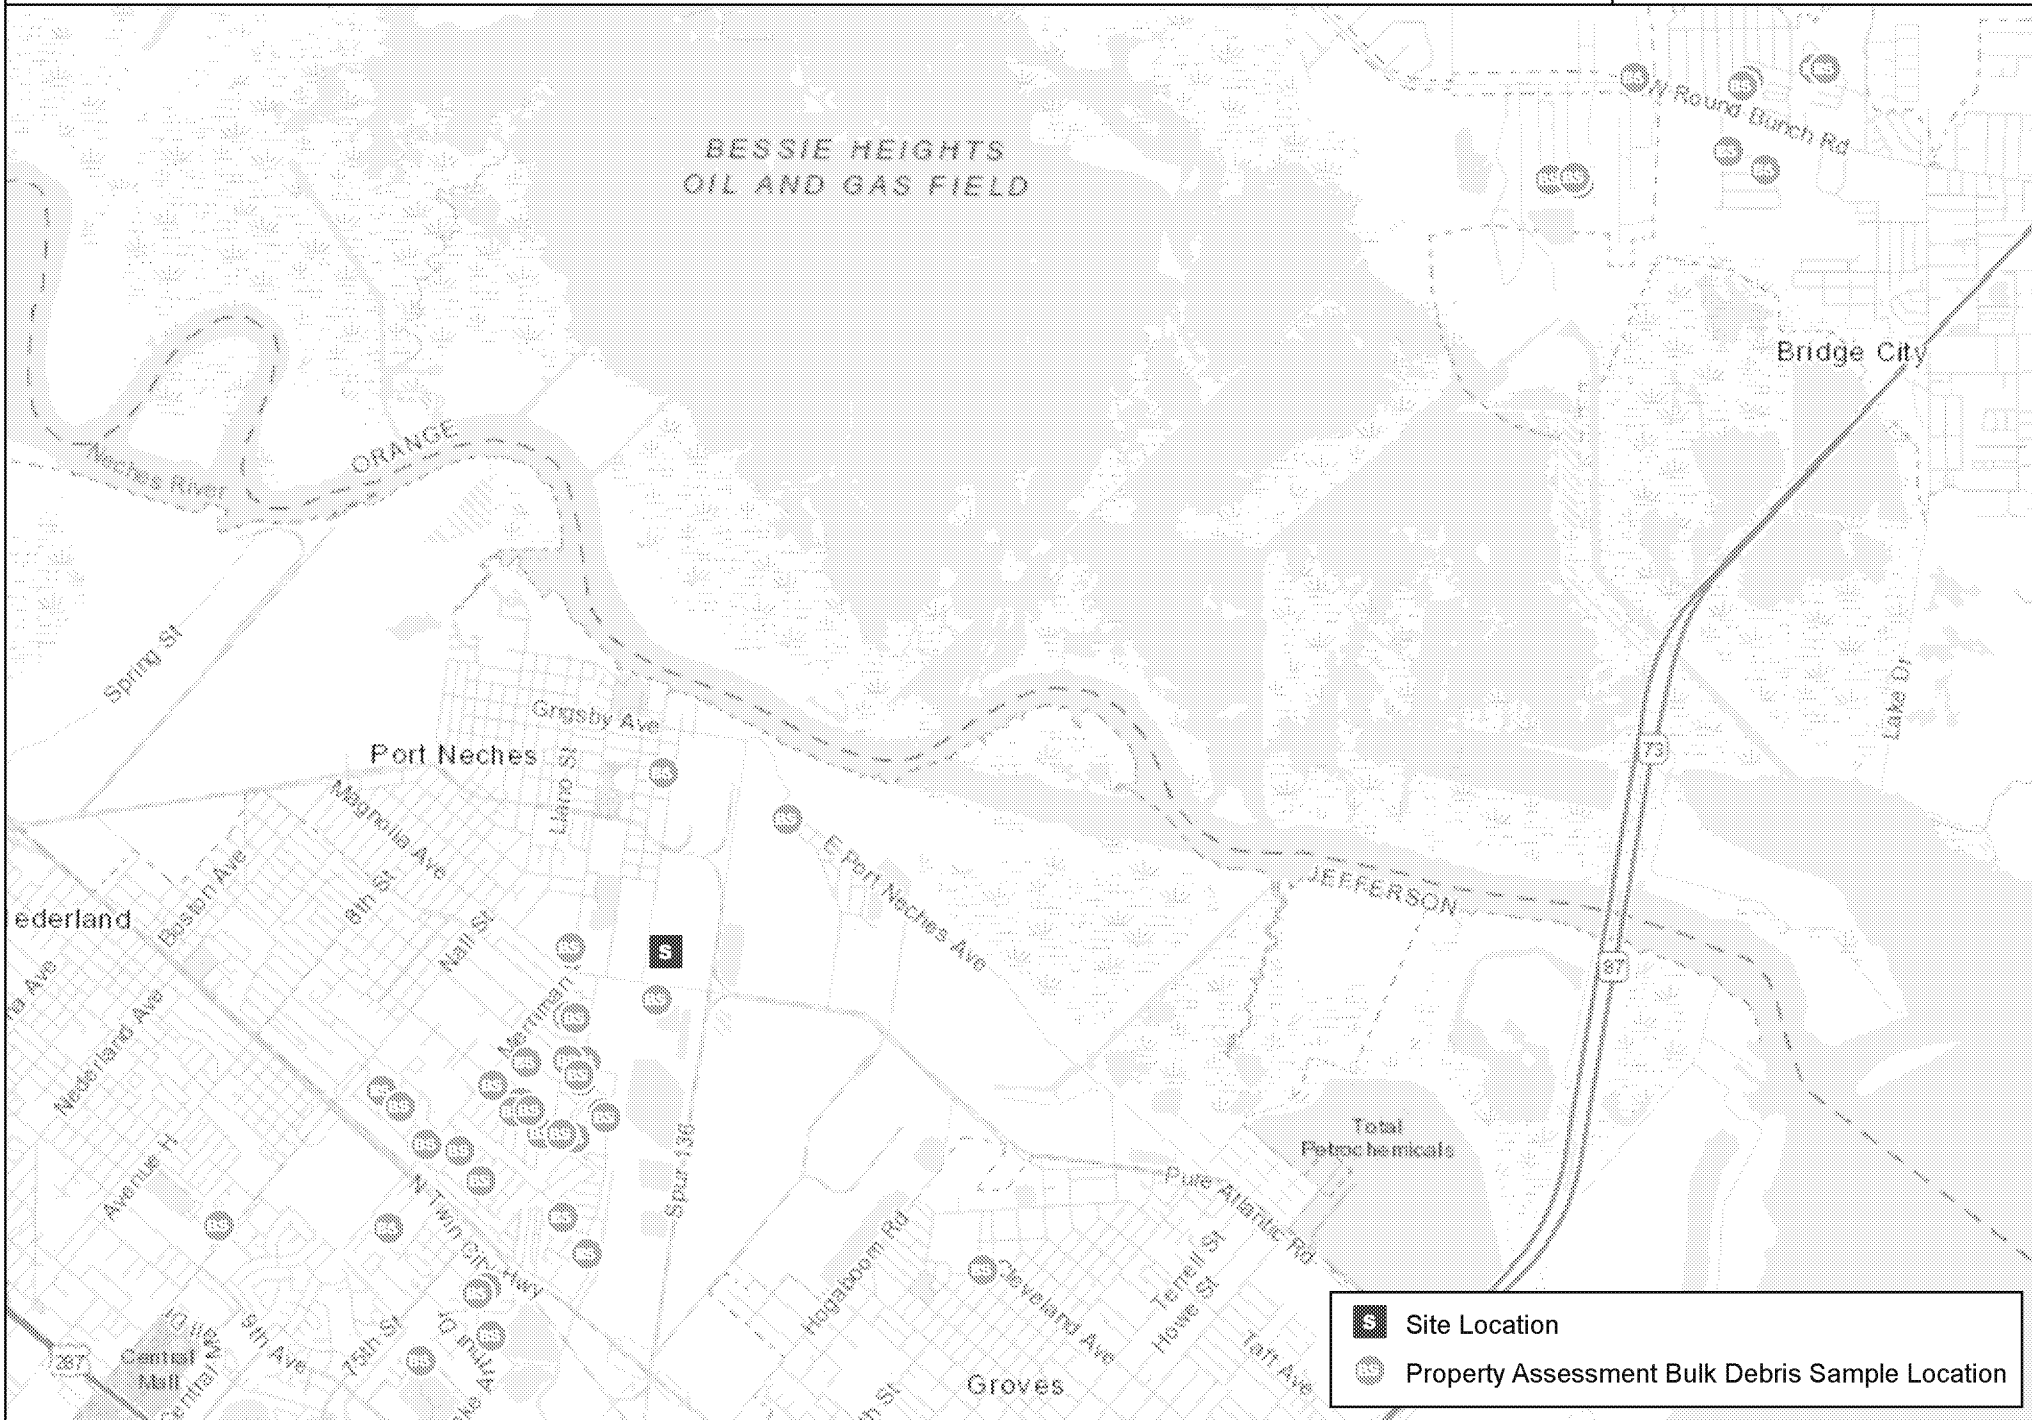 BESSIE HEIGHTS
OIL AND GAS FIELD
N Round Bunch Rd
Bridge City
ORANGE
Neches River
Spring St
Grigsby Ave
Port Neches
Llano St
Magnolia Ave
73
Lake Dr
E Port Neches Ave
JEFFERSON
Boston Ave
8th St
Nall St
ederland
S
87
Merriman
Nederland Ave
Avenue H
N Twin City Hwy
Spur 136
Total
Petrochemicals
Pure Atlantic Rd
Hogaboom Rd
Terrell St
Howe St
Cleveland Ave
Taft Ave
9th Ave
75th St
287
Central
Mall
Groves
S Site Location
BS Property Assessment Bulk Debris Sample Location